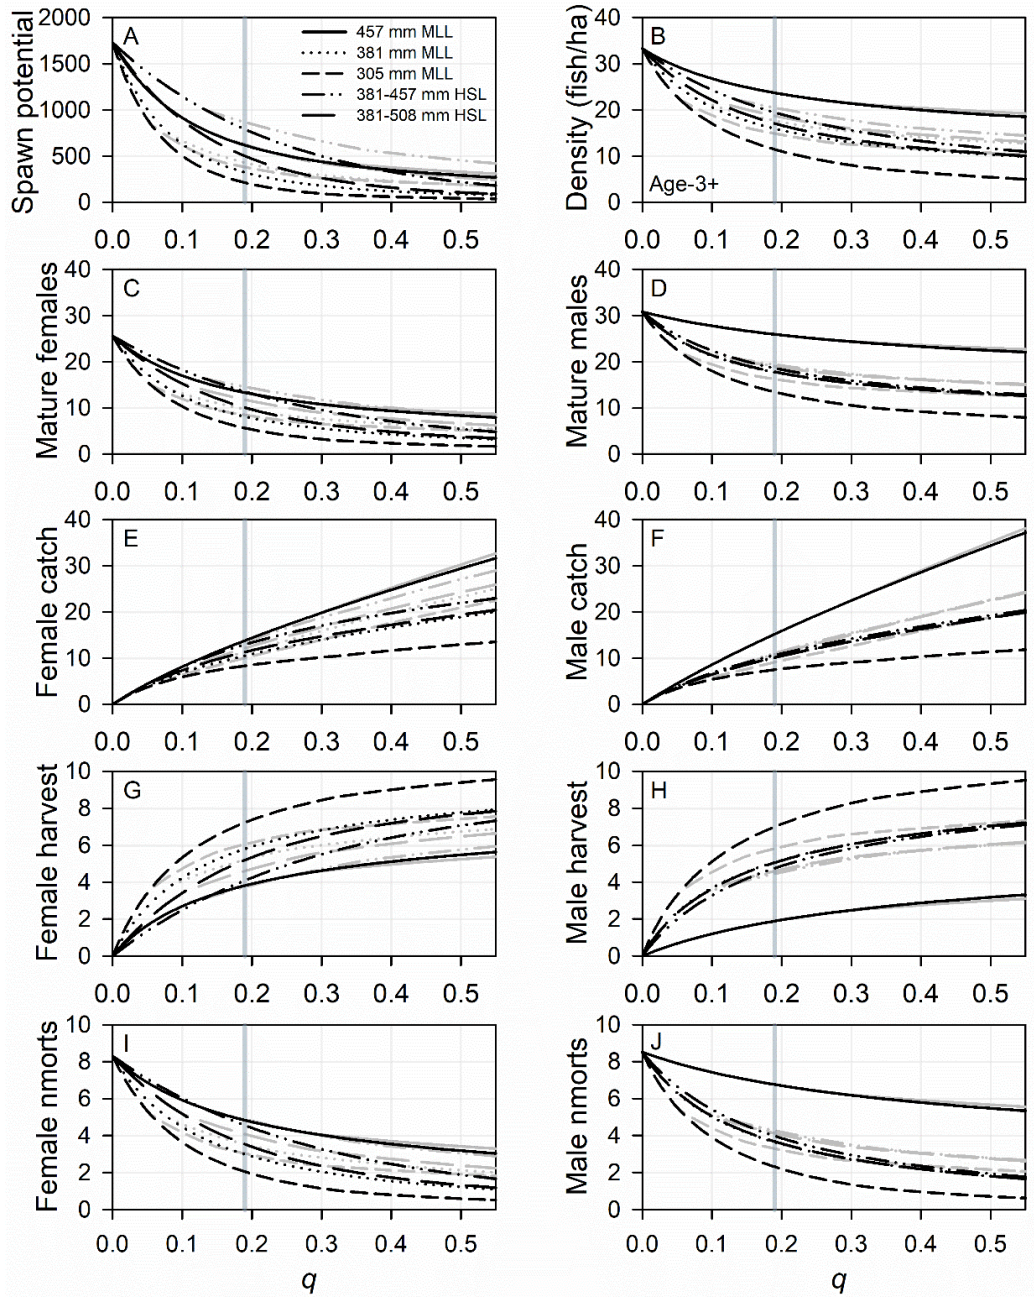 A
Spawn potential
2000
1500
1000
500
0
457 mm MLL
381 mm MLL
305 mm MLL
381-457 mm HSL
381-508 mm HSL
0.0 0.1 0.2 0.3 0.4 0.5
B
Density (fish/ha)
40
30
20
10
0
Age-3+
0.0 0.1 0.2 0.3 0.4 0.5
C
Mature females
40
30
20
10
0
0.0 0.1 0.2 0.3 0.4 0.5
D
Mature males
40
30
20
10
0
0.0 0.1 0.2 0.3 0.4 0.5
E
Female catch
40
30
20
10
0
0.0 0.1 0.2 0.3 0.4 0.5
F
Male catch
40
30
20
10
0
0.0 0.1 0.2 0.3 0.4 0.5
G
Female harvest
10
8
6
4
2
0
0.0 0.1 0.2 0.3 0.4 0.5
H
Male harvest
10
8
6
4
2
0
0.0 0.1 0.2 0.3 0.4 0.5
I
Female nmorts
10
8
6
4
2
0
0.0 0.1 0.2 0.3 0.4 0.5
q
J
Male nmorts
10
8
6
4
2
0
0.0 0.1 0.2 0.3 0.4 0.5
q